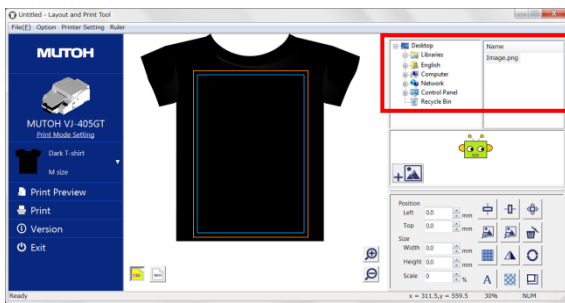 Untitled - Layout and Print Tool
File(F) Option Printer Setting Ruler
MUTOH
MUTOH VJ-405GT
Print Mode Setting
Dark T-shirt
M size
Print Preview
Print
Version
Exit
Desktop
Libraries
English
Computer
Network
Control Panel
Recycle Bin
Name
Image.png
Position
Left 0.0 mm
Top 0.0 mm
Size
Width 0.0 mm
Height 0.0 mm
Scale 0 %
A
Ready
x = 311.5,y = 559.5 30% NUM